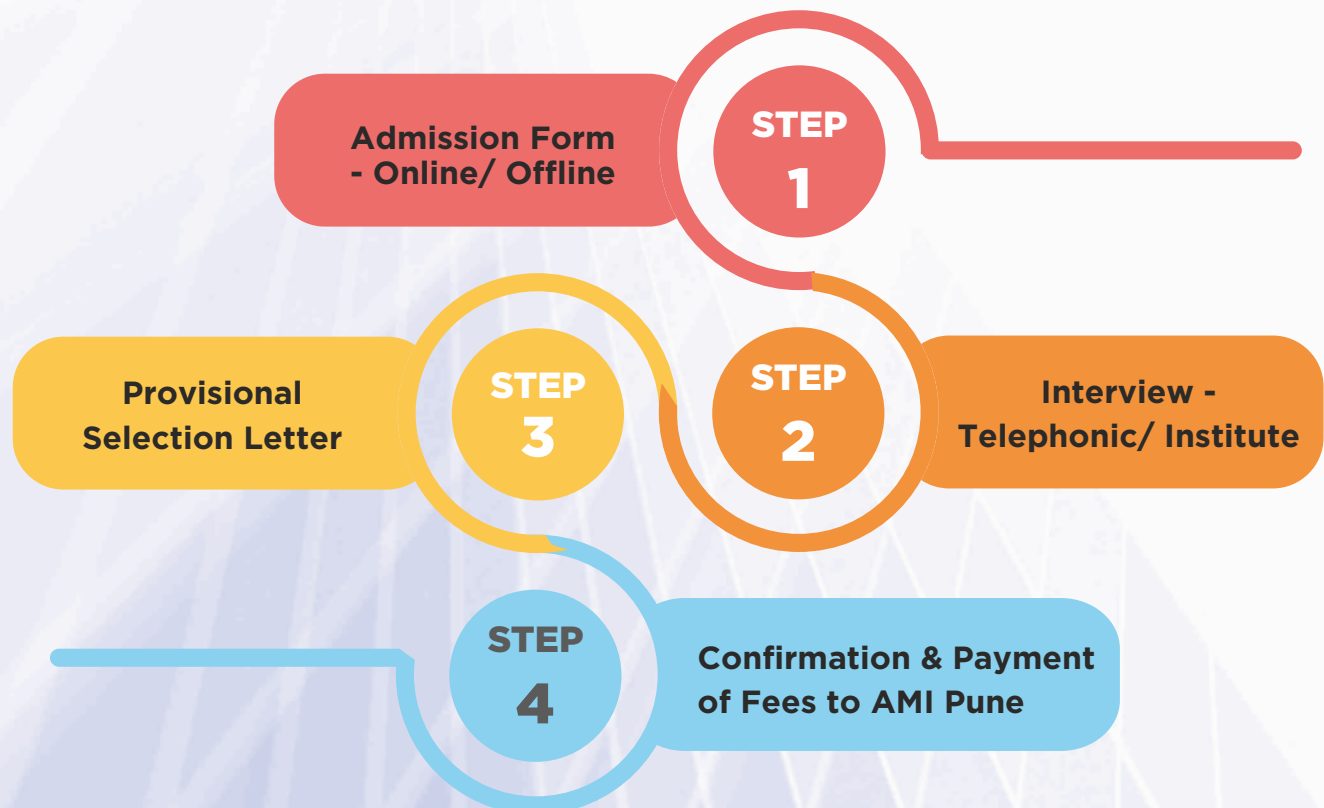 STEP
1
Admission Form
- Online/ Offline
STEP
2
Interview -
Telephonic/ Institute
STEP
3
Provisional
Selection Letter
STEP
4
Confirmation & Payment
of Fees to AMI Pune